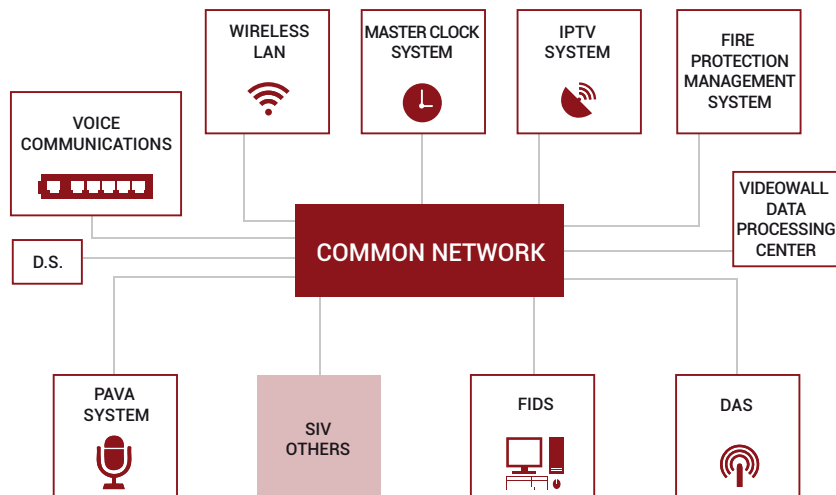 WIRELESS
LAN
MASTER CLOCK
SYSTEM
IPTV
SYSTEM
FIRE
PROTECTION
MANAGEMENT
SYSTEM
VOICE
COMMUNICATIONS
VIDEOWALL
DATA
PROCESSING
CENTER
D.S.
COMMON NETWORK
PAVA
SYSTEM
SIV
OTHERS
FIDS
DAS